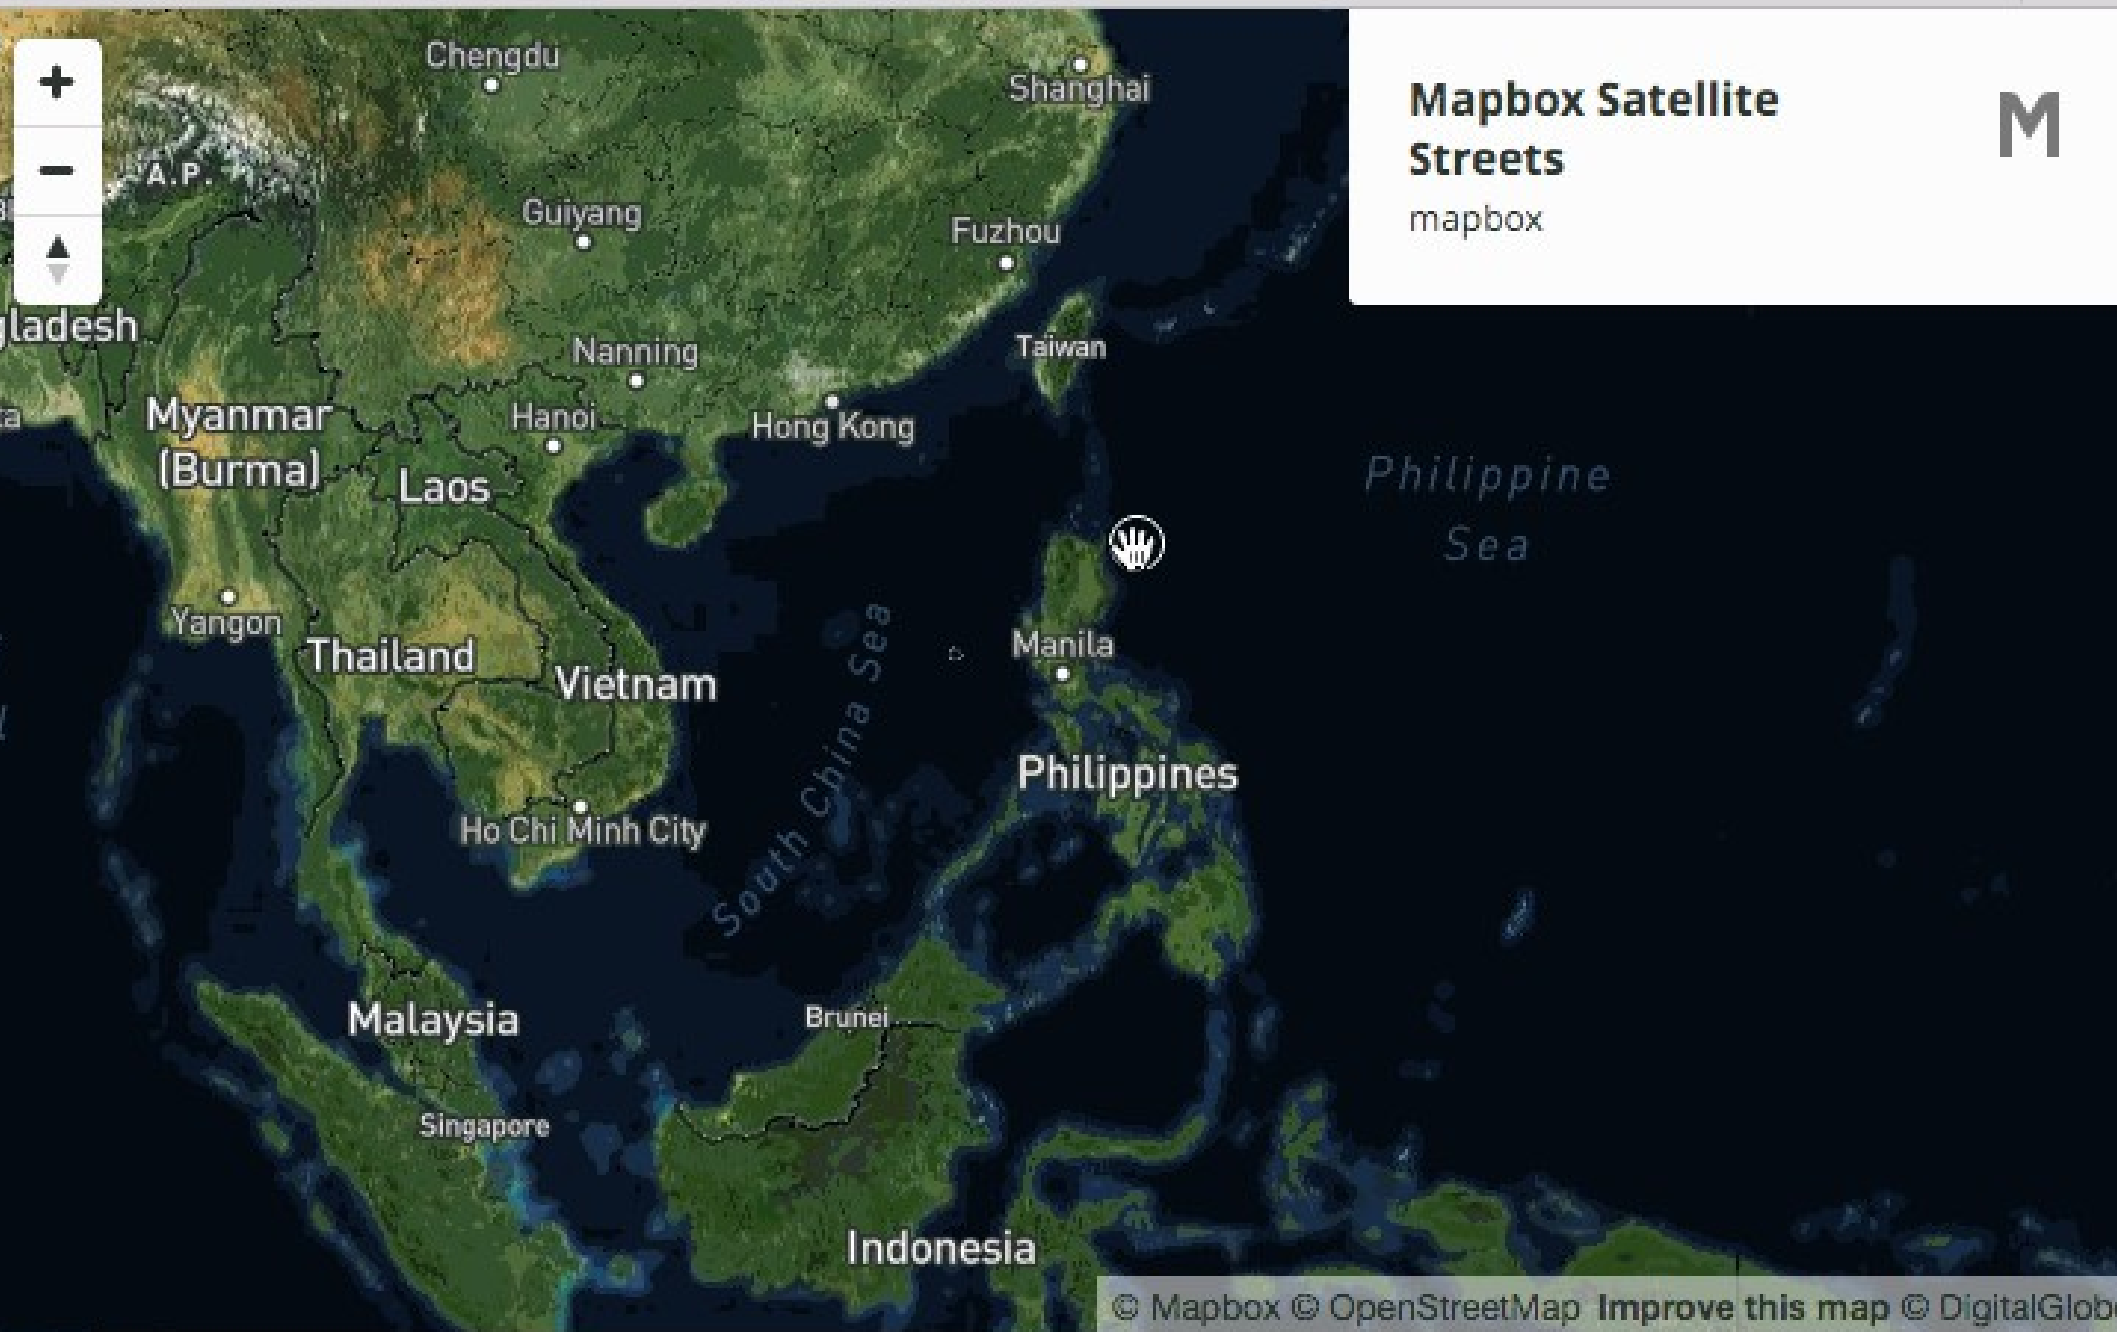 Chengdu
Shanghai
Mapbox Satellite
Streets
mapbox
M
A.P.
Guiyang
Fuzhou
gladesh
Taiwan
Nanning
Myanmar
(Burma)
Hanoi
Hong Kong
Laos
Philippine
Sea
Yangon
Thailand
Vietnam
South China Sea
Manila
Philippines
Ho Chi Minh City
Malaysia
Brunei
Singapore
Indonesia
© Mapbox © OpenStreetMap Improve this map © DigitalGlobe